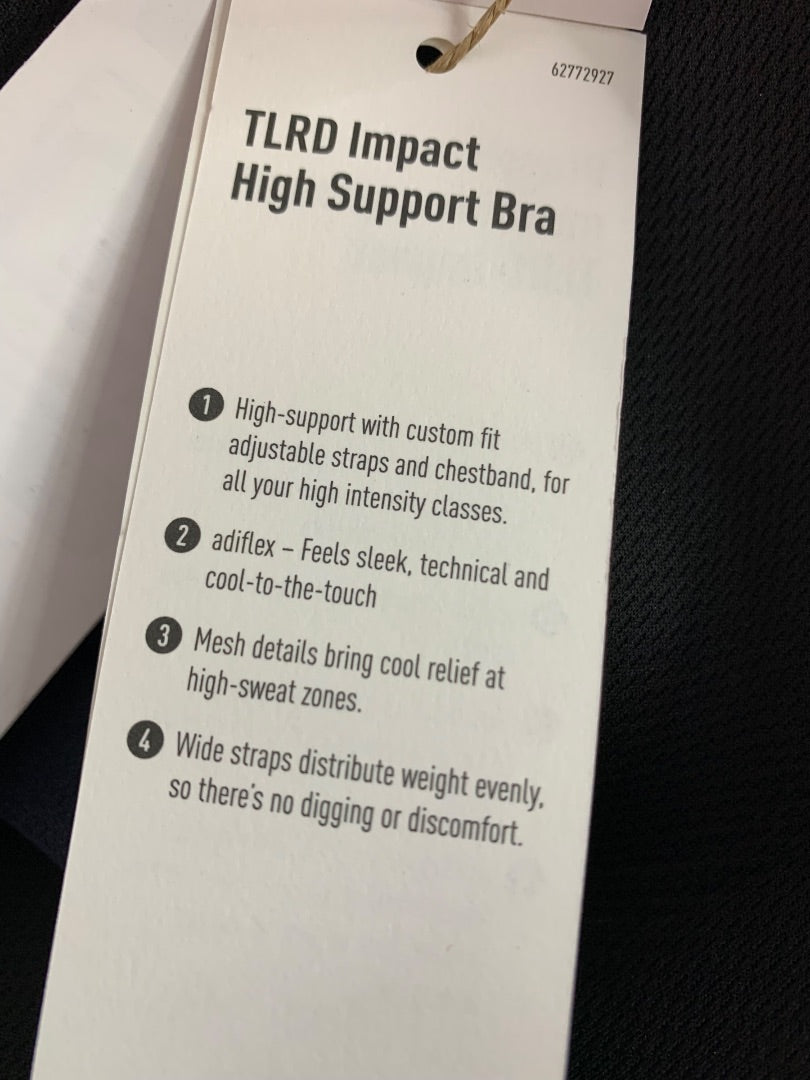 62772927
TLRD Impact
High Support Bra
1 High-support with custom fit
adjustable straps and chestband, for
all your high intensity classes.
2 adiflex – Feels sleek, technical and
cool-to-the-touch
3 Mesh details bring cool relief at
high-sweat zones.
4 Wide straps distribute weight evenly,
so there's no digging or discomfort.